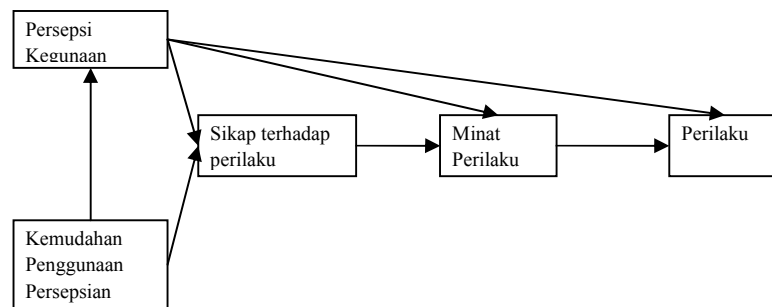 Persepsi
Kegunaan
Sikap terhadap
perilaku
Minat
Perilaku
Perilaku
Kemudahan
Penggunaan
Persepsian